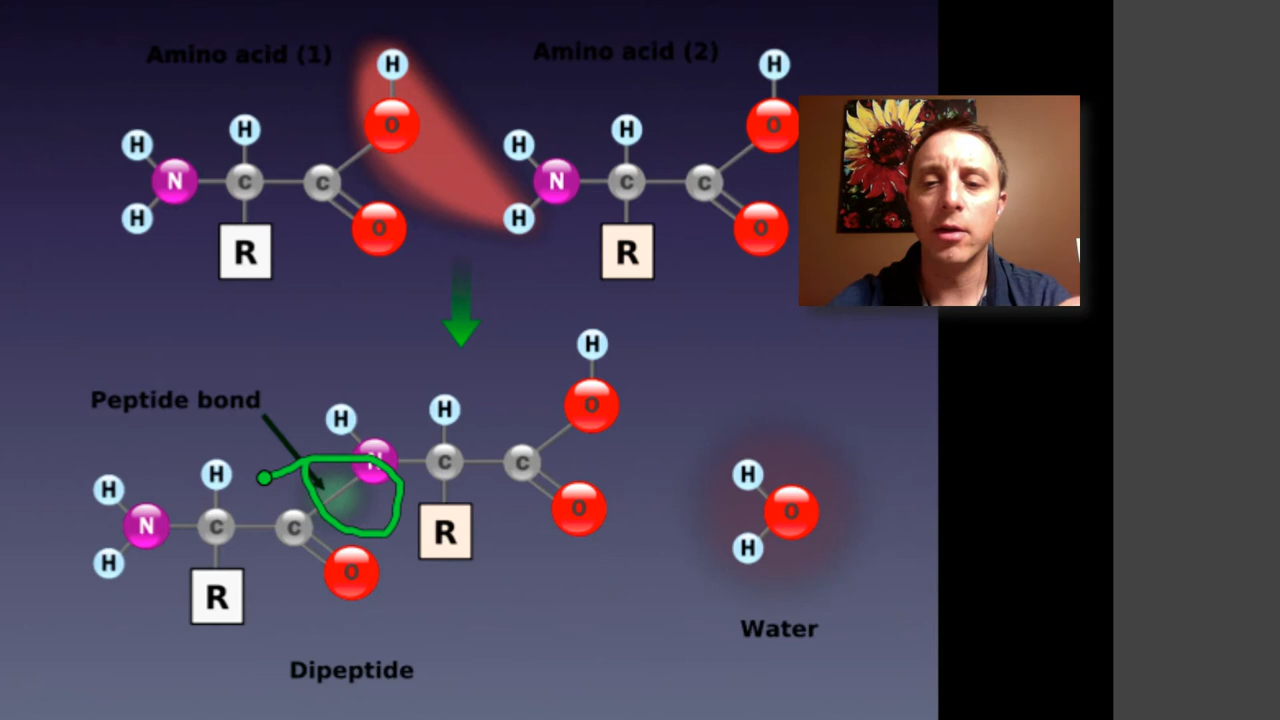 Amino acid (1) Amino acid (2)
H H
O O
H H H H
N C C N C C
H H
O O
R R
H
O
Peptide bond
H H
N C C
H H
H
O
N C C
R
H
O
H
O
H
R
Water
Dipeptide